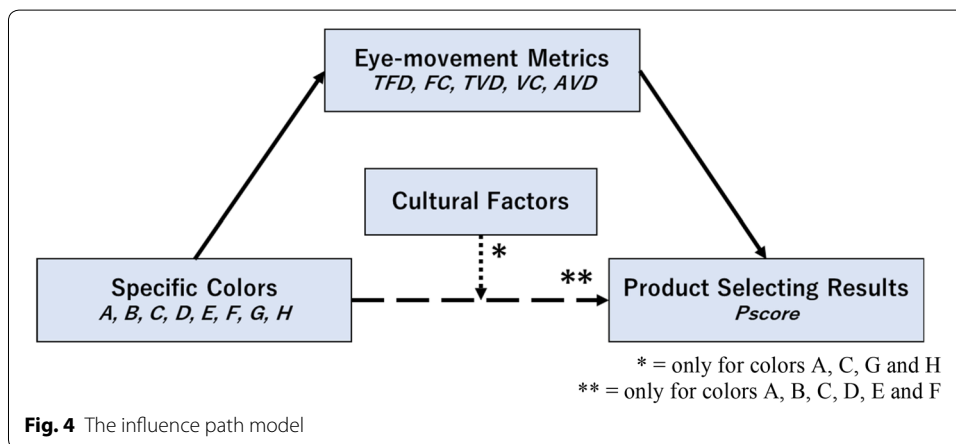 Eye-movement Metrics
TFD, FC, TVD, VC, AVD
Cultural Factors
*
**
Specific Colors
A, B, C, D, E, F, G, H
Product Selecting Results
Pscore
* = only for colors A, C, G and H
** = only for colors A, B, C, D, E and F
Fig. 4 The influence path model